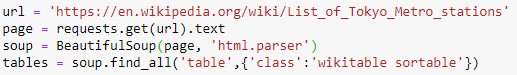 url = 'https://en.wikipedia.org/wiki/List_of_Tokyo_Metro_stations'
page = requests.get(url).text
soup = BeautifulSoup(page, 'html.parser')
tables = soup.find_all('table',{'class':'wikitable sortable'})